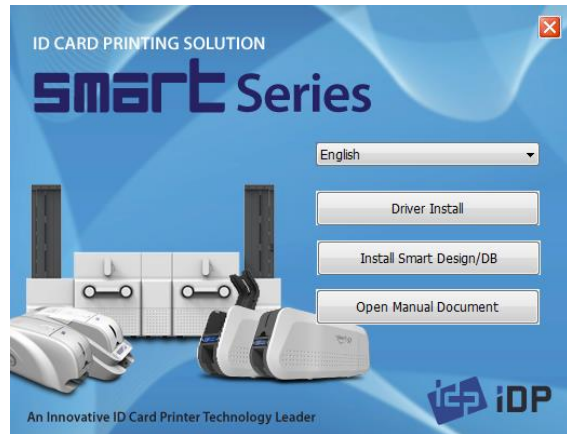 ID CARD PRINTING SOLUTION
smart Series
English
Driver Install
Install Smart Design/DB
Open Manual Document
iDP iDP
An Innovative ID Card Printer Technology Leader